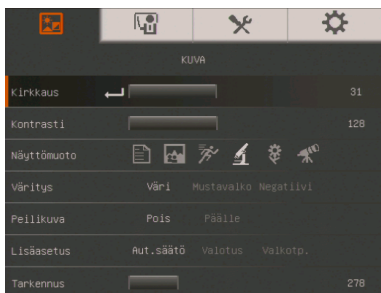 KUVA
Kirkkaus 31
Kontrasti 128
Näyttömuoto
Väritys Väri Mustavalko Negatiivi
Peilikuva Pois Päälle
Lisäasetus Aut.säätö Valotus Valkotp.
Tarkennus 278